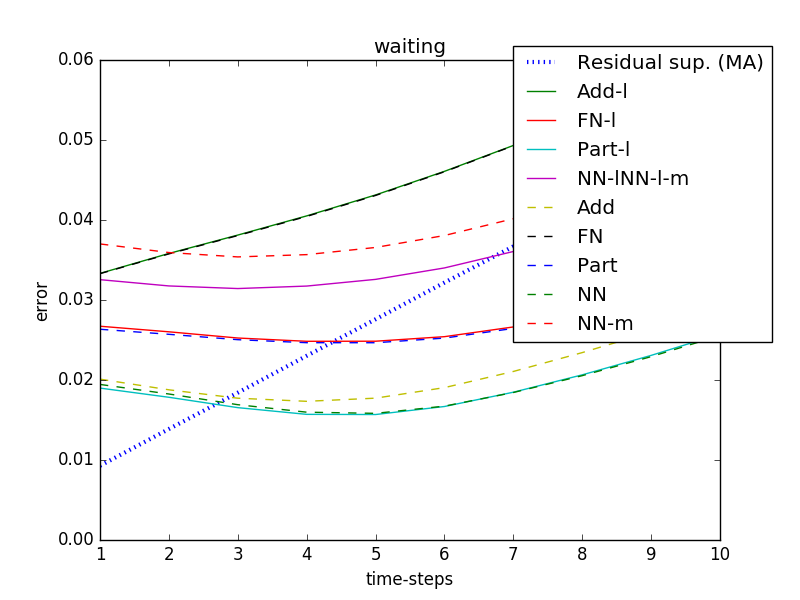 waiting
0.06
0.05
0.04
0.03
0.02
0.01
0.00
error
1 2 3 4 5 6 7 8 9 10
time-steps
Residual sup. (MA)
Add-l
FN-l
Part-l
NN-lNN-l-m
Add
FN
Part
NN
NN-m